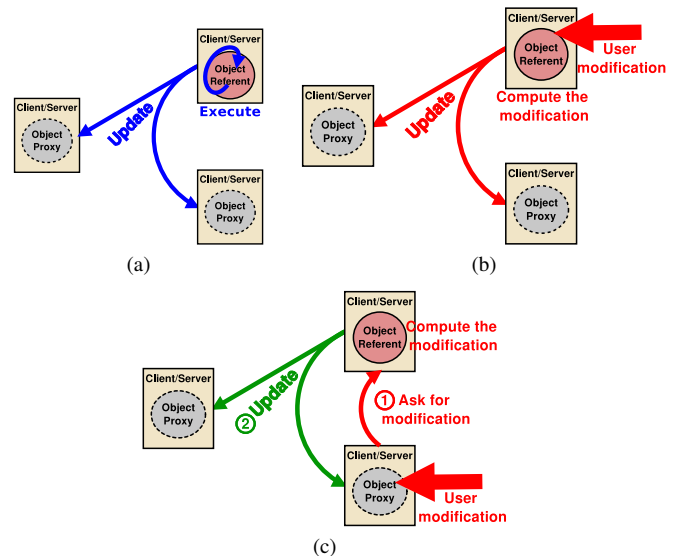 Client/Server
Object
Referent
Execute
Update
Client/Server
Object
Proxy
Client/Server
Object
Proxy
(a)
Client/Server
Object
Referent
User
modification
Compute the
modification
Update
Client/Server
Object
Proxy
Client/Server
Object
Proxy
(b)
Client/Server
Object
Referent
Compute the
modification
② Update
Client/Server
Object
Proxy
① Ask for
modification
Client/Server
Object
Proxy
User
modification
(c)